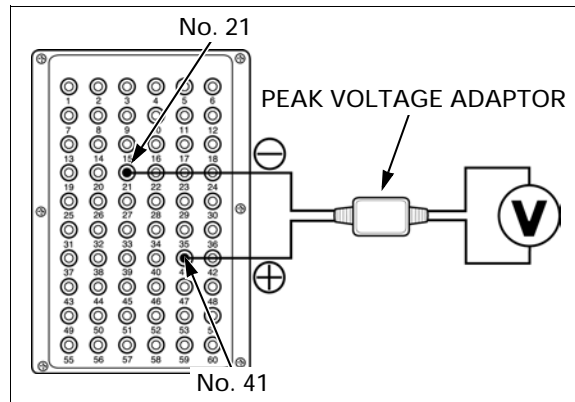 No. 21
1 2 3 4 5 6
PEAK VOLTAGE ADAPTOR
7 8 9 10 11 12
13 14 15 16 17 18
⊖
19 20 21 22 23 24
25 26 27 28 29 30
V
31 32 33 34 35 36
⊕
37 38 39 40 42
43 44 45 46 47 48
49 50 51 52 53
55 56 57 58 59 60
No. 41